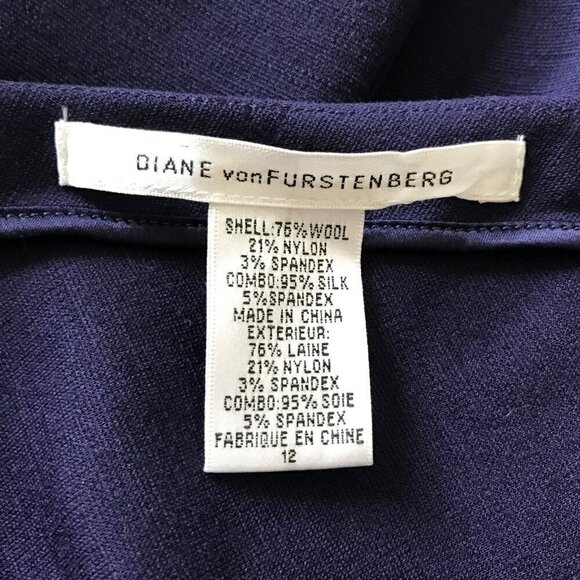 DIANE vonFURSTENBERG
SHELL:76%WOOL
21% NYLON
3% SPANDEX
COMBO:95% SILK
5%SPANDEX
MADE IN CHINA
EXTERIEUR:
76% LAINE
21% NYLON
3% SPANDEX
COMBO:95% SOIE
5% SPANDEX
FABRIQUE EN CHINE
12